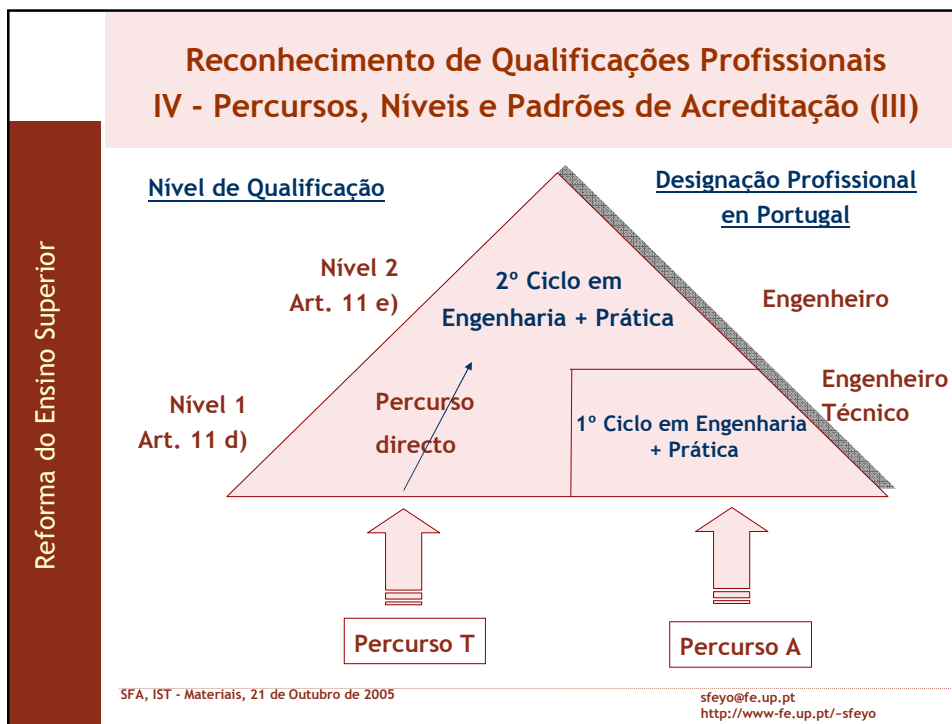 Reconhecimento de Qualificações Profissionais
IV - Percursos, Níveis e Padrões de Acreditação (III)
Reforma do Ensino Superior
Nível de Qualificação
Designação Profissional
en Portugal
Nível 2
Art. 11 e)
2º Ciclo em
Engenharia + Prática
Engenheiro
Nível 1
Art. 11 d)
Percurso
directo
1º Ciclo em Engenharia
+ Prática
Engenheiro
Técnico
Percurso T
Percurso A
SFA, IST - Materiais, 21 de Outubro de 2005
sfeyo@fe.up.pt
http://www-fe.up.pt/~sfeyo